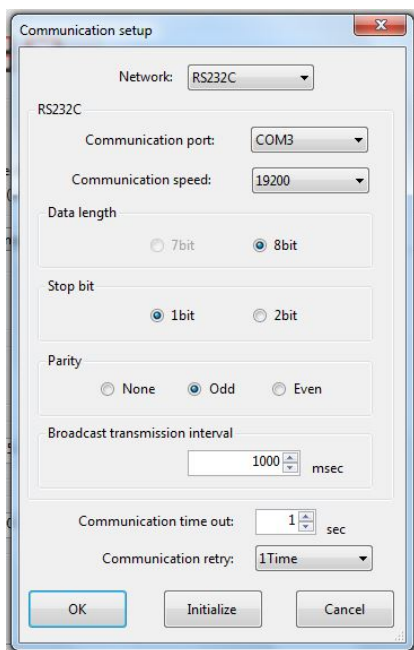 Communication setup
Network: RS232C
RS232C
Communication port: COM3
Communication speed: 19200
Data length
7bit 8bit
Stop bit
1bit 2bit
Parity
None Odd Even
Broadcast transmission interval
1000 msec
Communication time out: 1 sec
Communication retry: 1Time
OK Initialize Cancel